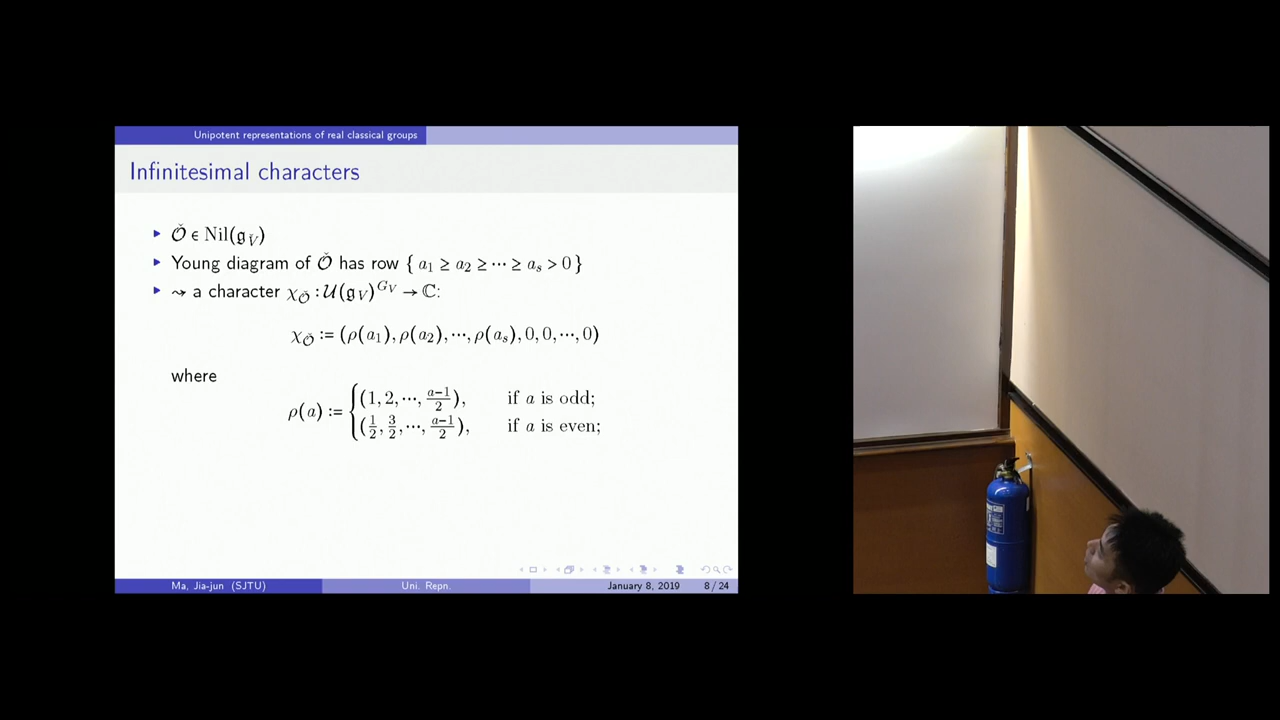 Unipotent representations of real classical groups
Infinitesimal characters
▶ 𝒪̌ ∈ Nil(𝔤_V̌)
▶ Young diagram of 𝒪̌ has row { a₁ ≥ a₂ ≥ ⋯ ≥ aₛ > 0 }
▶ ⇝ a character χ_𝒪̌ : 𝒰(𝔤_V)^{G_V} → ℂ:
χ_𝒪̌ := (ρ(a₁), ρ(a₂), ⋯, ρ(aₛ), 0, 0, ⋯, 0)
where
ρ(a) := { (1, 2, ⋯, (a−1)/2), if a is odd;
(1/2, 3/2, ⋯, (a−1)/2), if a is even;
Ma, Jia-jun (SJTU) Uni. Repn. January 8, 2019 8 / 24